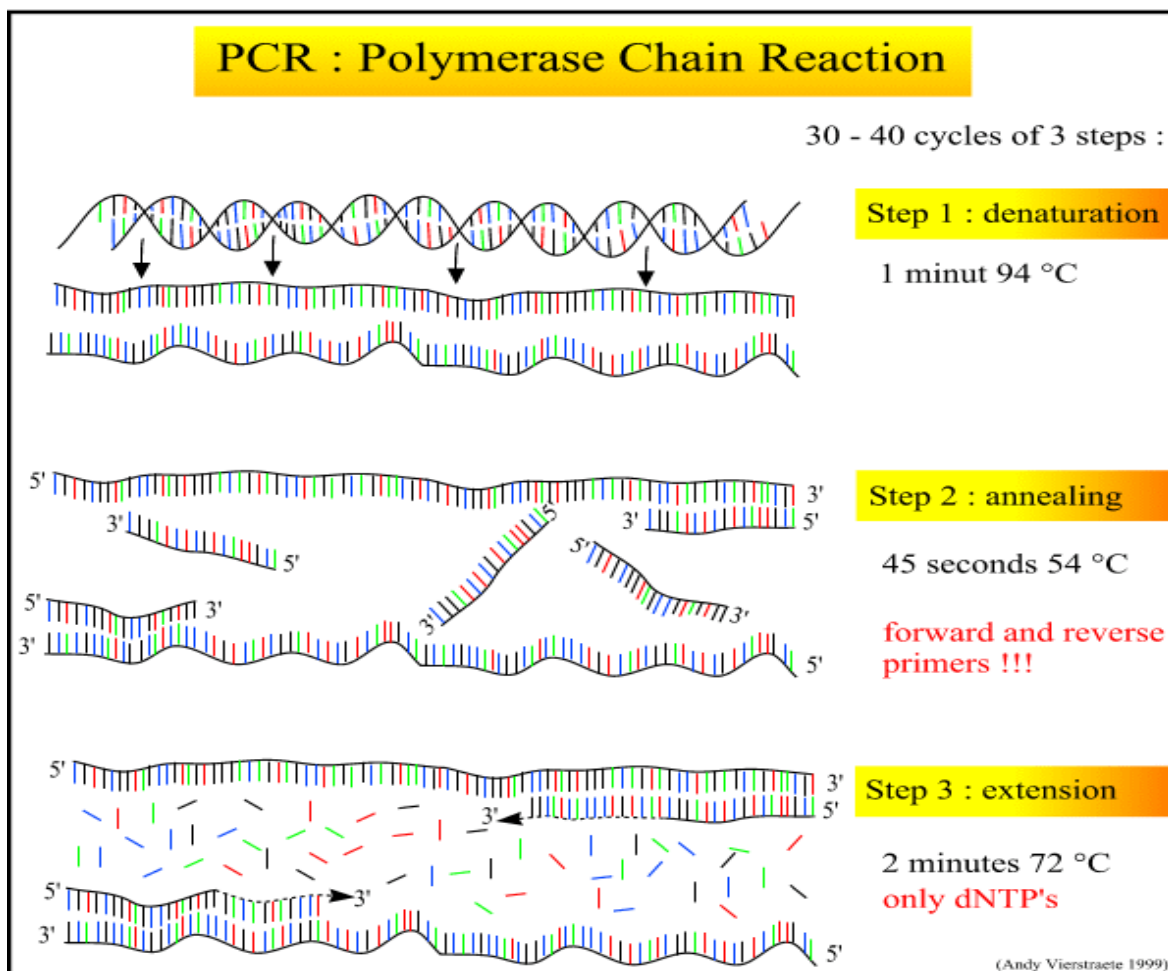 PCR : Polymerase Chain Reaction
30 - 40 cycles of 3 steps :
Step 1 : denaturation
1 minut 94 °C
5'
3'
Step 2 : annealing
3'
5'
3'
5'
5'
3'
5'
3'
5'
3'
3'
5'
45 seconds 54 °C
forward and reverse
primers !!!
5'
3'
Step 3 : extension
3'
5'
2 minutes 72 °C
only dNTP's
5'
3'
3'
5'
(Andy Vierstraete 1999)